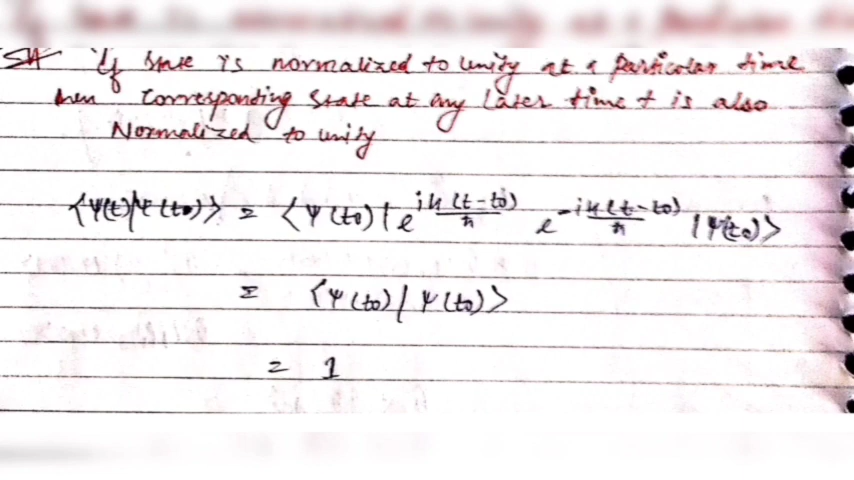 If state is normalized to unity at a particular time
then corresponding state at any later time t is also
Normalized to unity
⟨ψ(t)|ψ(t0)⟩ = ⟨ψ(t0)| e^{iH(t-t0)/ħ} e^{-iH(t-t0)/ħ} |ψ(t0)⟩
= ⟨ψ(t0)|ψ(t0)⟩
= 1